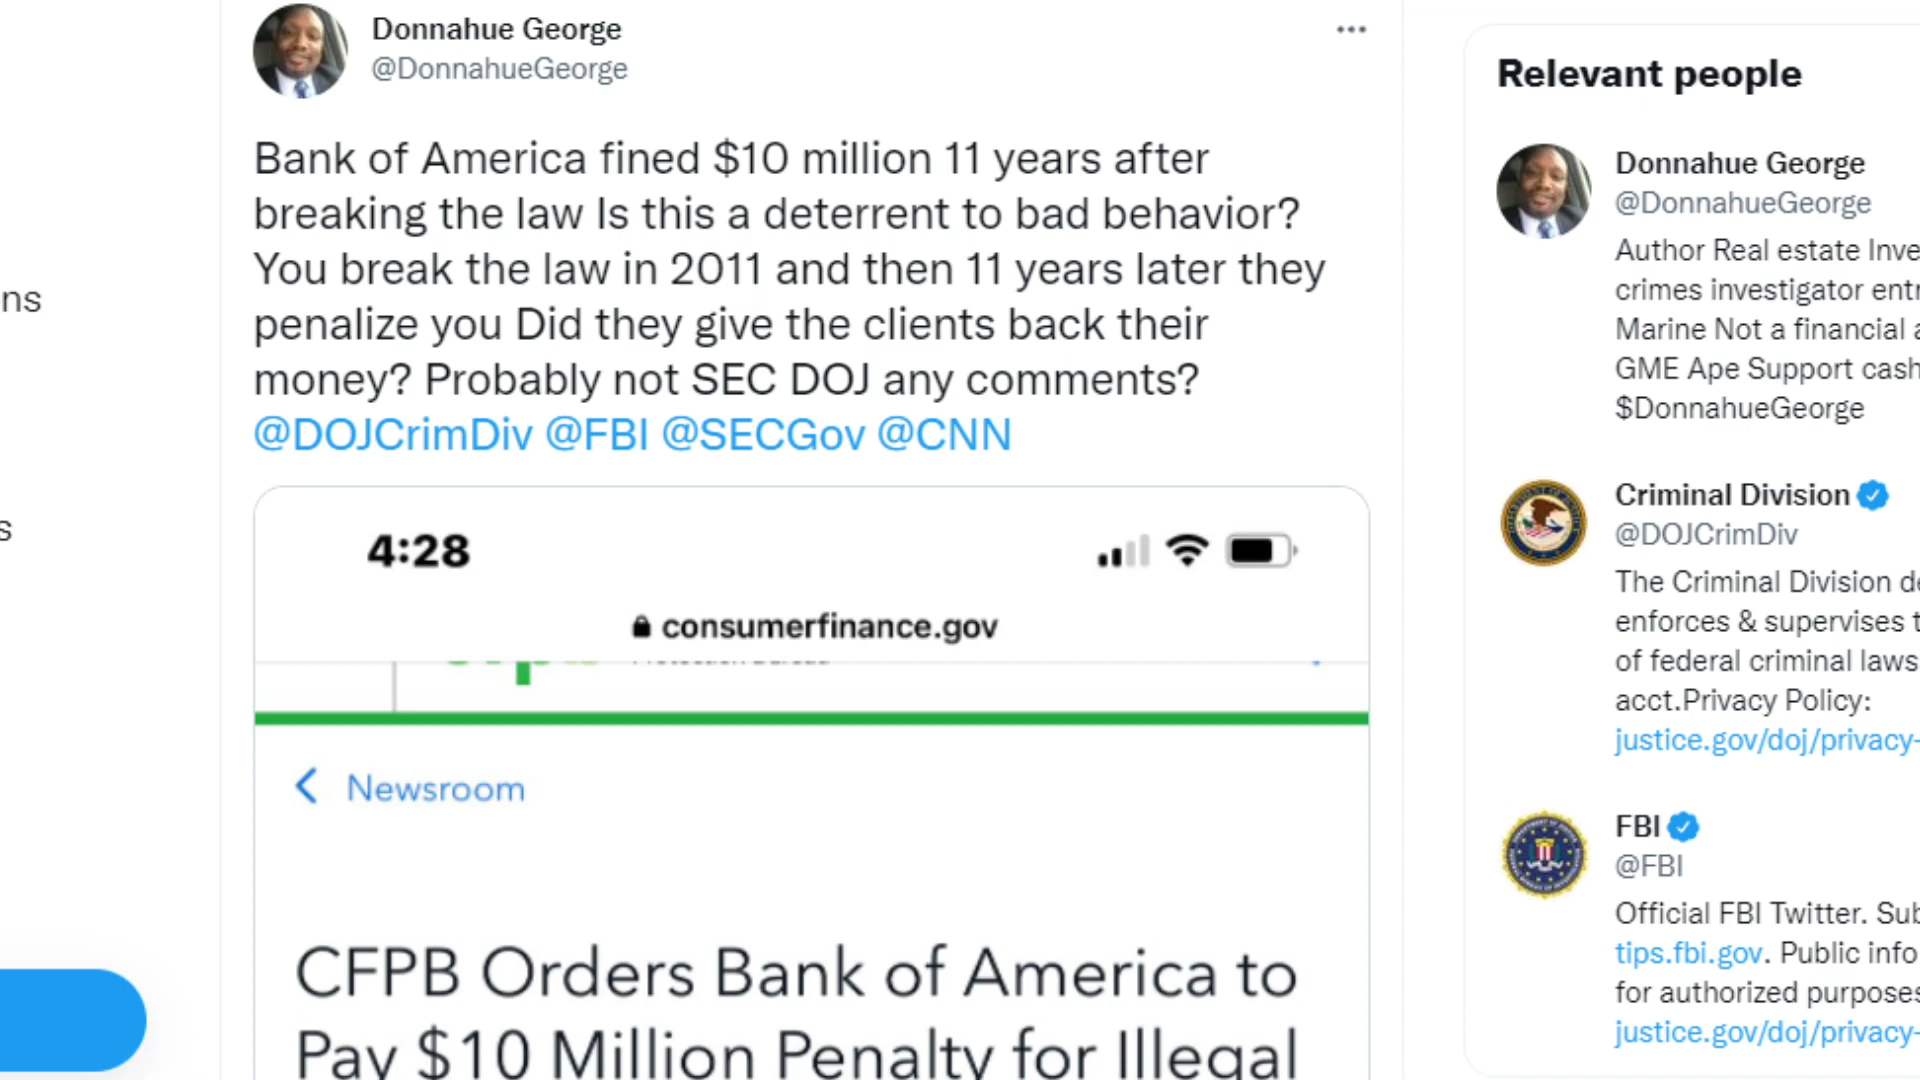 Donnahue George
@DonnahueGeorge
Bank of America fined $10 million 11 years after
breaking the law Is this a deterrent to bad behavior?
You break the law in 2011 and then 11 years later they
penalize you Did they give the clients back their
money? Probably not SEC DOJ any comments?
@DOJCrimDiv @FBI @SECGov @CNN
4:28
consumerfinance.gov
Newsroom
CFPB Orders Bank of America to
Pay $10 Million Penalty for Illegal
ns
s
Relevant people
Donnahue George
@DonnahueGeorge
Author Real estate Inve
crimes investigator entr
Marine Not a financial a
GME Ape Support cash
$DonnahueGeorge
Criminal Division
@DOJCrimDiv
The Criminal Division de
enforces & supervises t
of federal criminal laws
acct.Privacy Policy:
justice.gov/doj/privacy-
FBI
@FBI
Official FBI Twitter. Sub
tips.fbi.gov. Public info
for authorized purposes
justice.gov/doj/privacy-